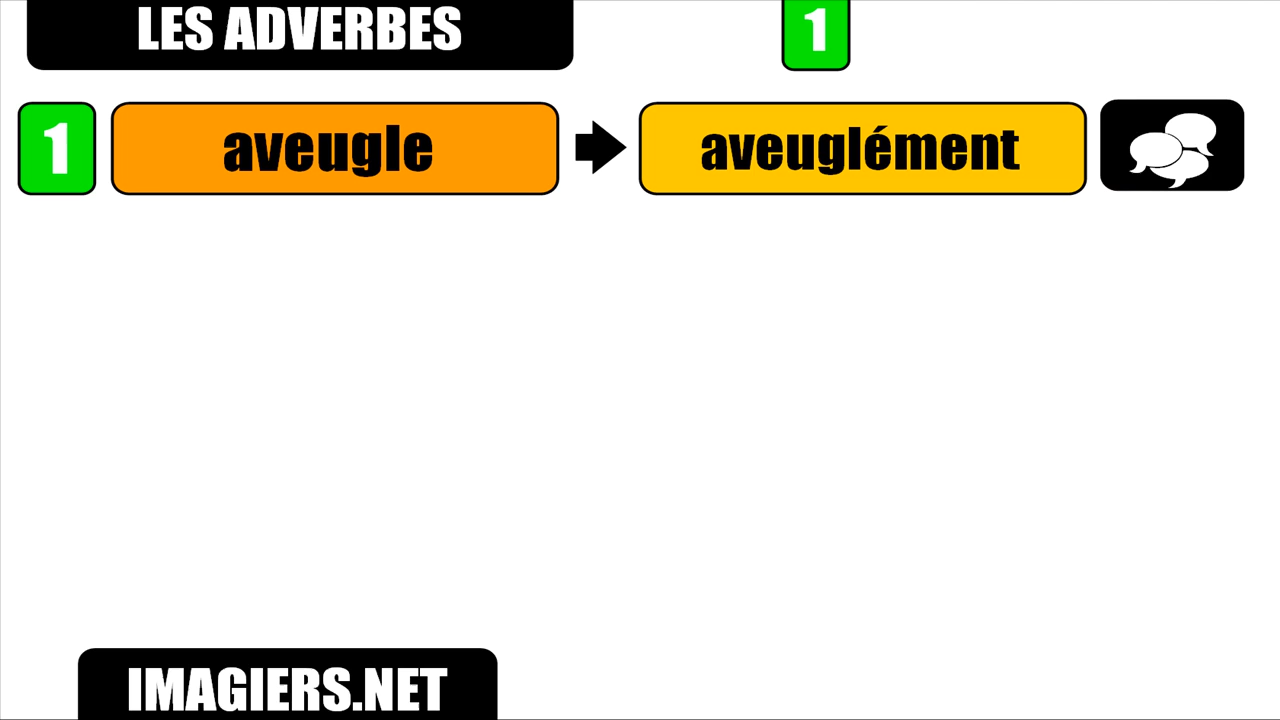 LES ADVERBES
1
1
aveugle
aveuglément
IMAGIERS.NET